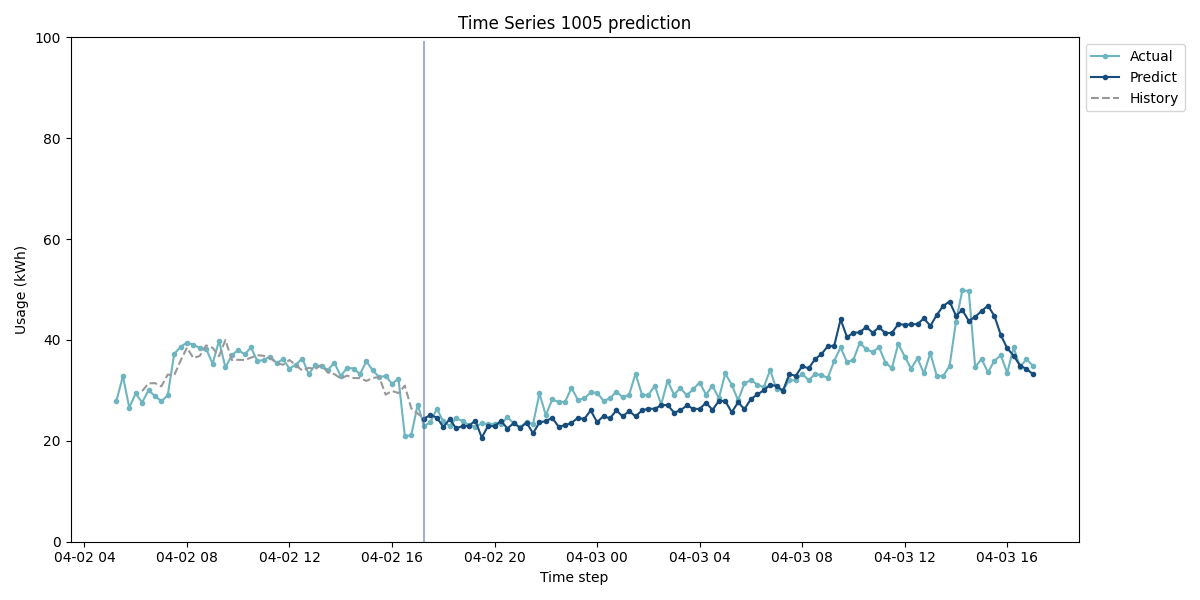 Time Series 1005 prediction
100
80
60
40
20
0
Usage (kWh)
04-02 04
04-02 08
04-02 12
04-02 16
04-02 20
04-03 00
04-03 04
04-03 08
04-03 12
04-03 16
Time step
Actual
Predict
History